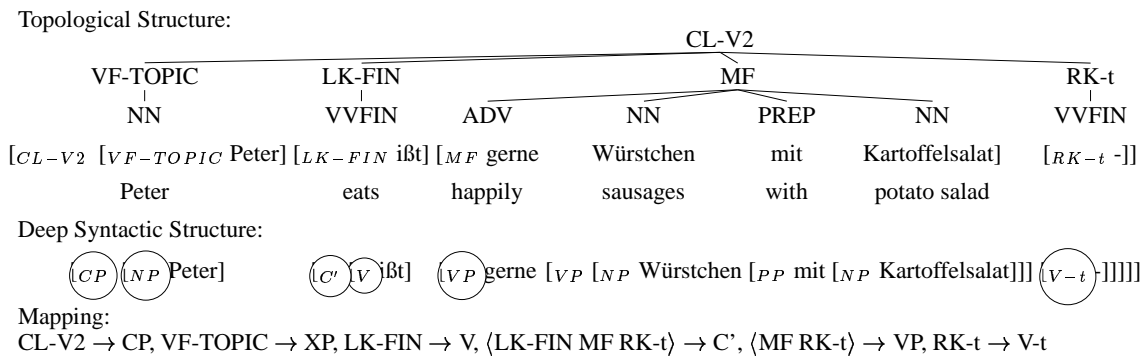 Topological Structure:
CL-V2
VF-TOPIC LK-FIN MF RK-t
NN VVFIN ADV NN PREP NN VVFIN
[CL−V2 [VF−TOPIC Peter] [LK−FIN ißt] [MF gerne Würstchen mit Kartoffelsalat] [RK−t -]]
Peter eats happily sausages with potato salad
Deep Syntactic Structure:
[CP [NP Peter] [C' [V ißt] [VP gerne [VP [NP Würstchen [PP mit [NP Kartoffelsalat]]] [V−t -]]]]]
Mapping:
CL-V2 → CP, VF-TOPIC → XP, LK-FIN → V, ⟨LK-FIN MF RK-t⟩ → C’, ⟨MF RK-t⟩ → VP, RK-t → V-t